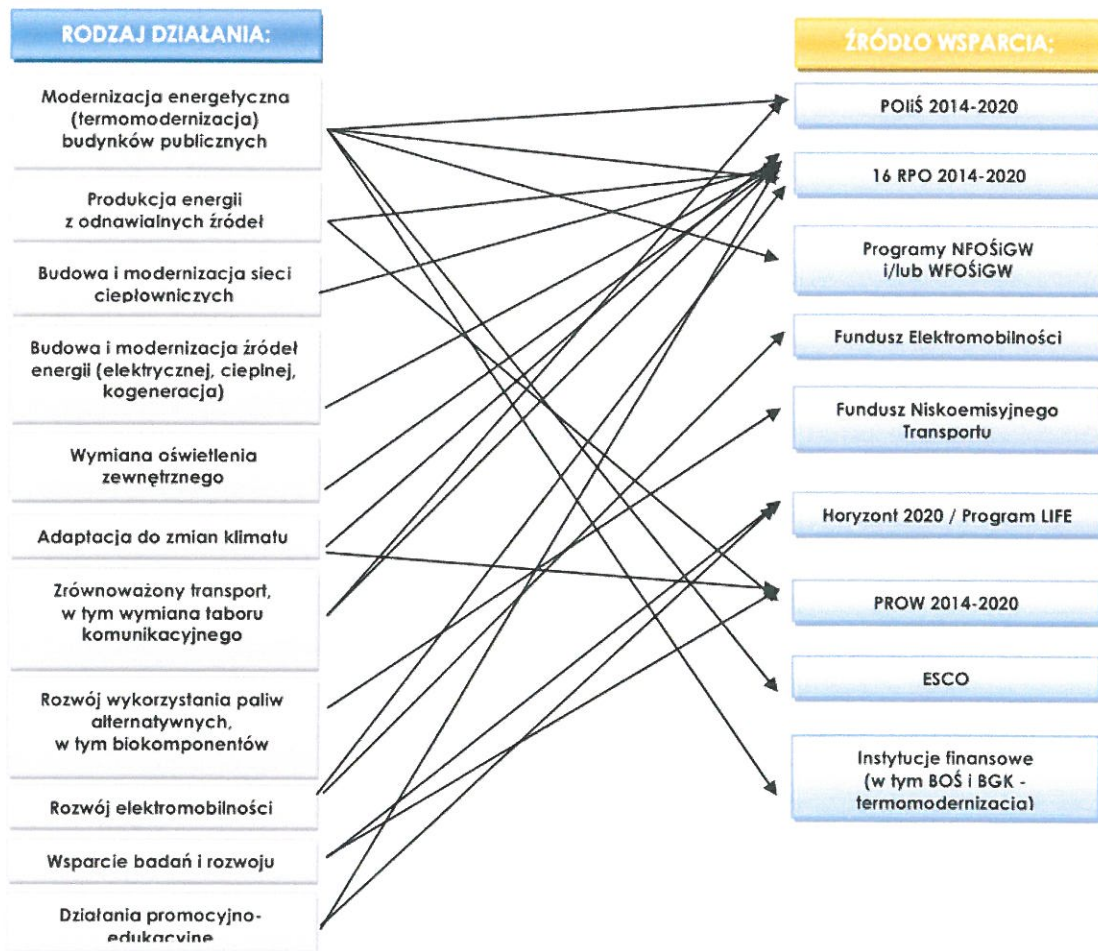 RODZAJ DZIAŁANIA:
Modernizacja energetyczna
(termomodernizacja)
budynków publicznych
Produkcja energii
z odnawialnych źródeł
Budowa i modernizacja sieci
ciepłowniczych
Budowa i modernizacja źródeł
energii (elektrycznej, cieplnej,
kogeneracja)
Wymiana oświetlenia
zewnętrznego
Adaptacja do zmian klimatu
Zrównoważony transport,
w tym wymiana taboru
komunikacyjnego
Rozwój wykorzystania paliw
alternatywnych,
w tym biokomponentów
Rozwój elektromobilności
Wsparcie badań i rozwoju
Działania promocyjno-
edukacyjne
ŹRÓDŁO WSPARCIA:
POIiŚ 2014-2020
16 RPO 2014-2020
Programy NFOŚiGW
i/lub WFOŚiGW
Fundusz Elektromobilności
Fundusz Niskoemisyjnego
Transportu
Horyzont 2020 / Program LIFE
PROW 2014-2020
ESCO
Instytucje finansowe
(w tym BOŚ i BGK -
termomodernizacja)